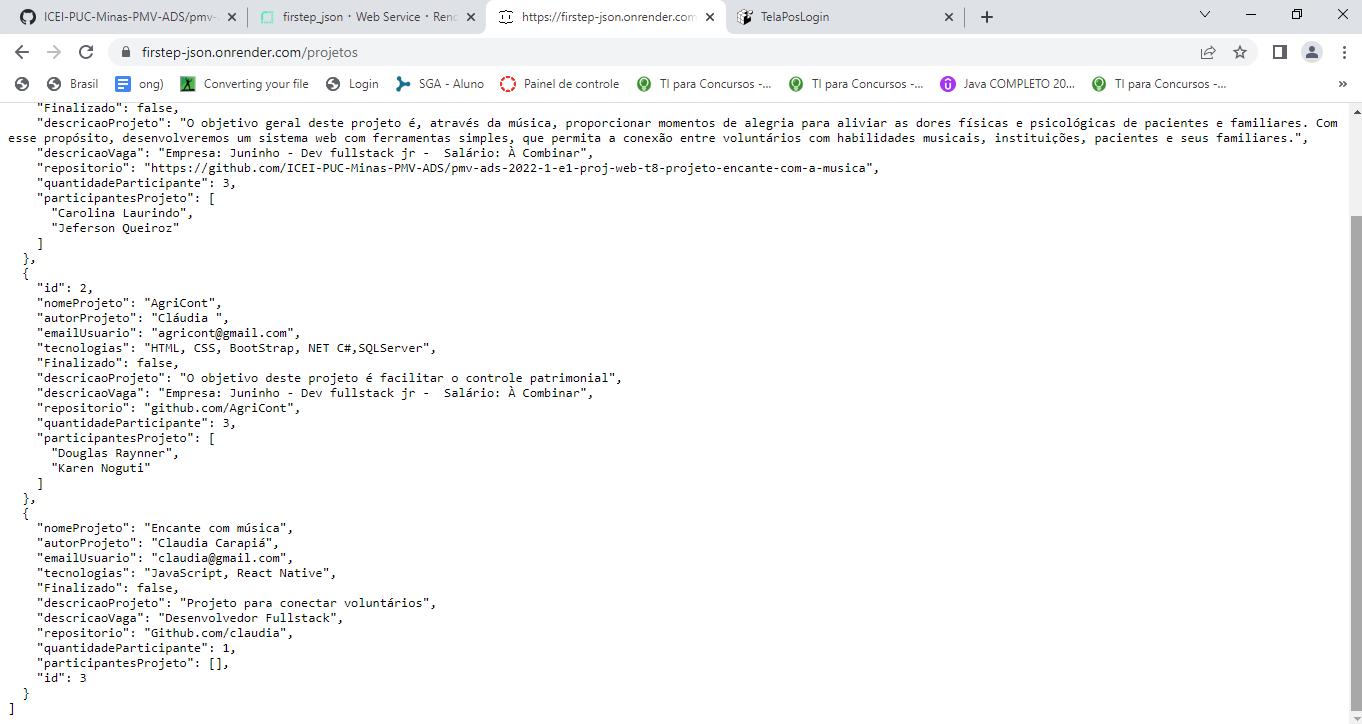 ICEI-PUC-Minas-PMV-ADS/pmv-
firstep_json · Web Service · Rend
https://firstep-json.onrender.com
TelaPosLogin
firstep-json.onrender.com/projetos
Brasil
ong)
Converting your file
Login
SGA - Aluno
Painel de controle
TI para Concursos -...
TI para Concursos -...
Java COMPLETO 20...
TI para Concursos -...
"Finalizado": false,
"descricaoProjeto": "O objetivo geral deste projeto é, através da música, proporcionar momentos de alegria para aliviar as dores físicas e psicológicas de pacientes e familiares. Com
esse propósito, desenvolveremos um sistema web com ferramentas simples, que permita a conexão entre voluntários com habilidades musicais, instituições, pacientes e seus familiares.",
"descricaoVaga": "Empresa: Juninho - Dev fullstack jr -  Salário: À Combinar",
"repositorio": "https://github.com/ICEI-PUC-Minas-PMV-ADS/pmv-ads-2022-1-e1-proj-web-t8-projeto-encante-com-a-musica",
"quantidadeParticipante": 3,
"participantesProjeto": [
"Carolina Laurindo",
"Jeferson Queiroz"
]
},
{
"id": 2,
"nomeProjeto": "AgriCont",
"autorProjeto": "Cláudia ",
"emailUsuario": "agricont@gmail.com",
"tecnologias": "HTML, CSS, BootStrap, NET C#,SQLServer",
"Finalizado": false,
"descricaoProjeto": "O objetivo deste projeto é facilitar o controle patrimonial",
"descricaoVaga": "Empresa: Juninho - Dev fullstack jr -  Salário: À Combinar",
"repositorio": "github.com/AgriCont",
"quantidadeParticipante": 3,
"participantesProjeto": [
"Douglas Raynner",
"Karen Noguti"
]
},
{
"nomeProjeto": "Encante com música",
"autorProjeto": "Claudia Carapiá",
"emailUsuario": "claudia@gmail.com",
"tecnologias": "JavaScript, React Native",
"Finalizado": false,
"descricaoProjeto": "Projeto para conectar voluntários",
"descricaoVaga": "Desenvolvedor Fullstack",
"repositorio": "Github.com/claudia",
"quantidadeParticipante": 1,
"participantesProjeto": [],
"id": 3
}
]